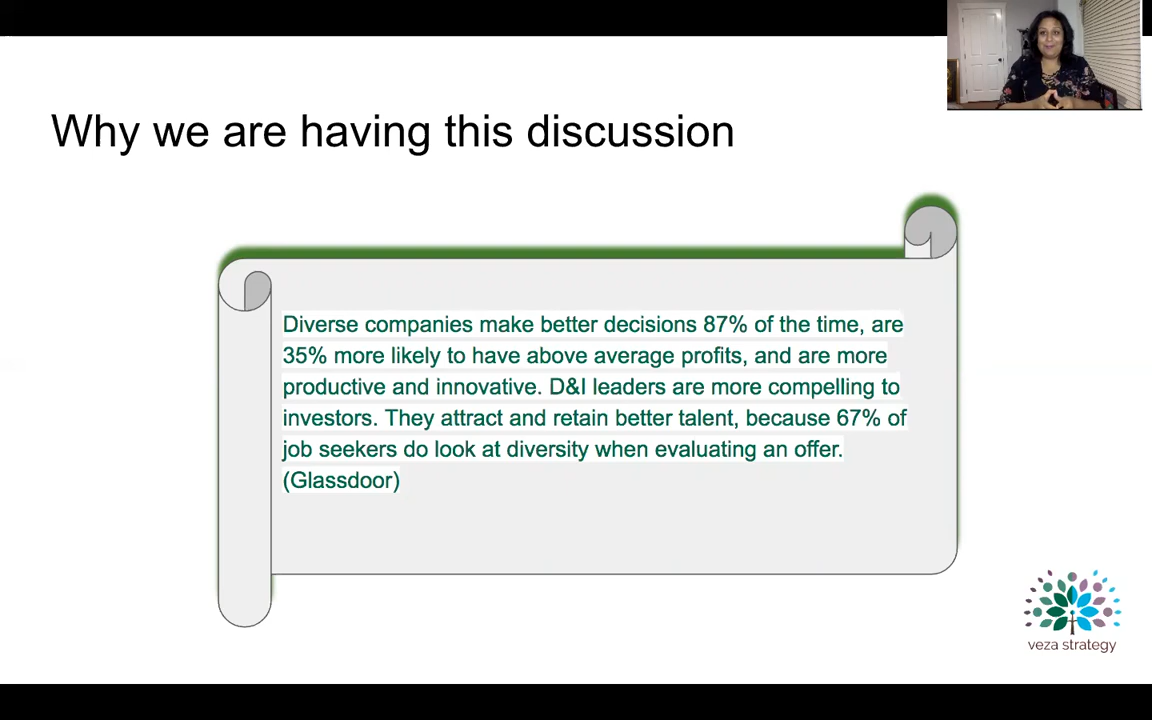 Why we are having this discussion
Diverse companies make better decisions 87% of the time, are
35% more likely to have above average profits, and are more
productive and innovative. D&I leaders are more compelling to
investors. They attract and retain better talent, because 67% of
job seekers do look at diversity when evaluating an offer.
(Glassdoor)
veza strategy